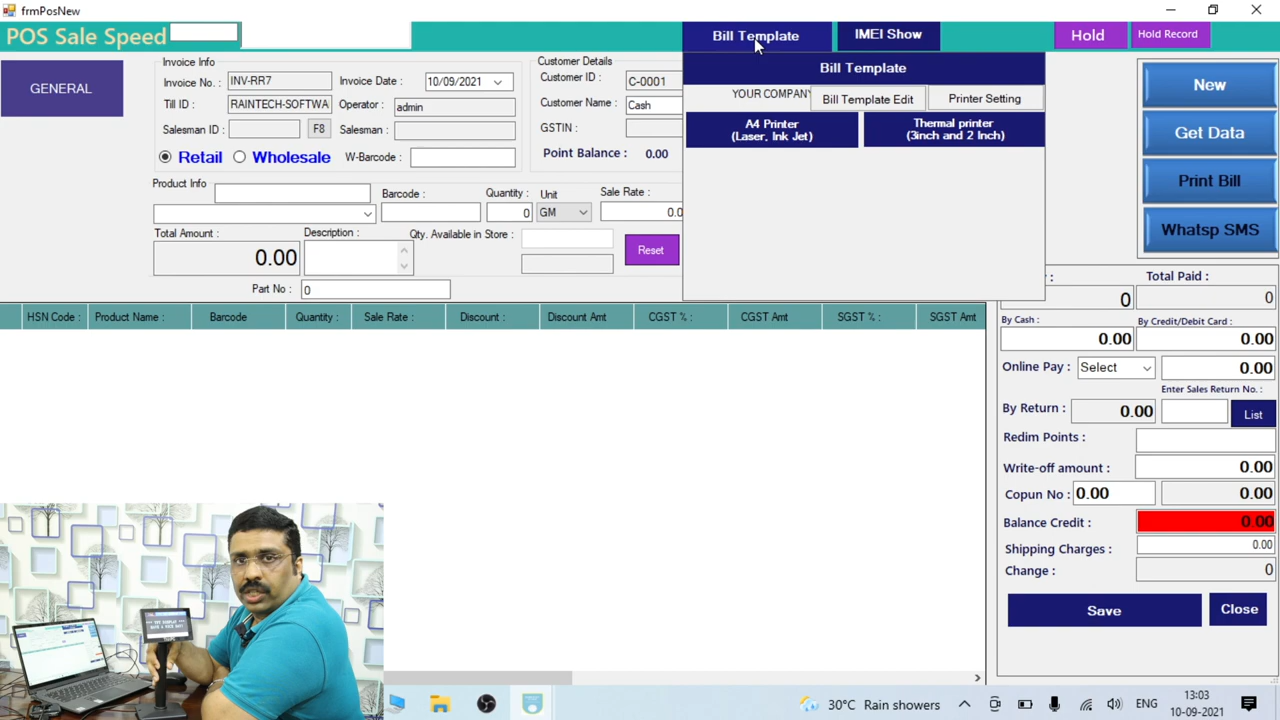 frmPosNew
POS Sale Speed
Bill Template
IMEI Show
Hold
Hold Record
GENERAL
Invoice Info
Invoice No. :
INV-RR7
Invoice Date :
10/09/2021
Till ID :
RAINTECH-SOFTWA
Operator :
admin
Salesman ID :
F8
Salesman :
Retail
Wholesale
W-Barcode :
Customer Details
Customer ID :
C-0001
Customer Name :
Cash
GSTIN :
Point Balance :
0.00
Bill Template
YOUR COMPANY
Bill Template Edit
Printer Setting
A4 Printer
(Laser, Ink Jet)
Thermal printer
(3inch and 2 Inch)
New
Get Data
Print Bill
Whatsp SMS
Product Info
Barcode :
Quantity :
Unit
Sale Rate :
0
GM
0.0
Total Amount :
Description :
Qty. Available in Store :
0.00
Reset
Part No :
0
HSN Code :
Product Name :
Barcode
Quantity :
Sale Rate :
Discount :
Discount Amt
CGST % :
CGST Amt
SGST % :
SGST Amt
Total Paid :
0
0
By Cash :
By Credit/Debit Card :
0.00
0.00
Online Pay :
Select
0.00
Enter Sales Return No. :
By Return :
0.00
List
Redim Points :
Write-off amount :
0.00
Copun No :
0.00
0.00
Balance Credit :
0.00
Shipping Charges :
0.00
Change :
0
Save
Close
30°C Rain showers
ENG
13:03
10-09-2021